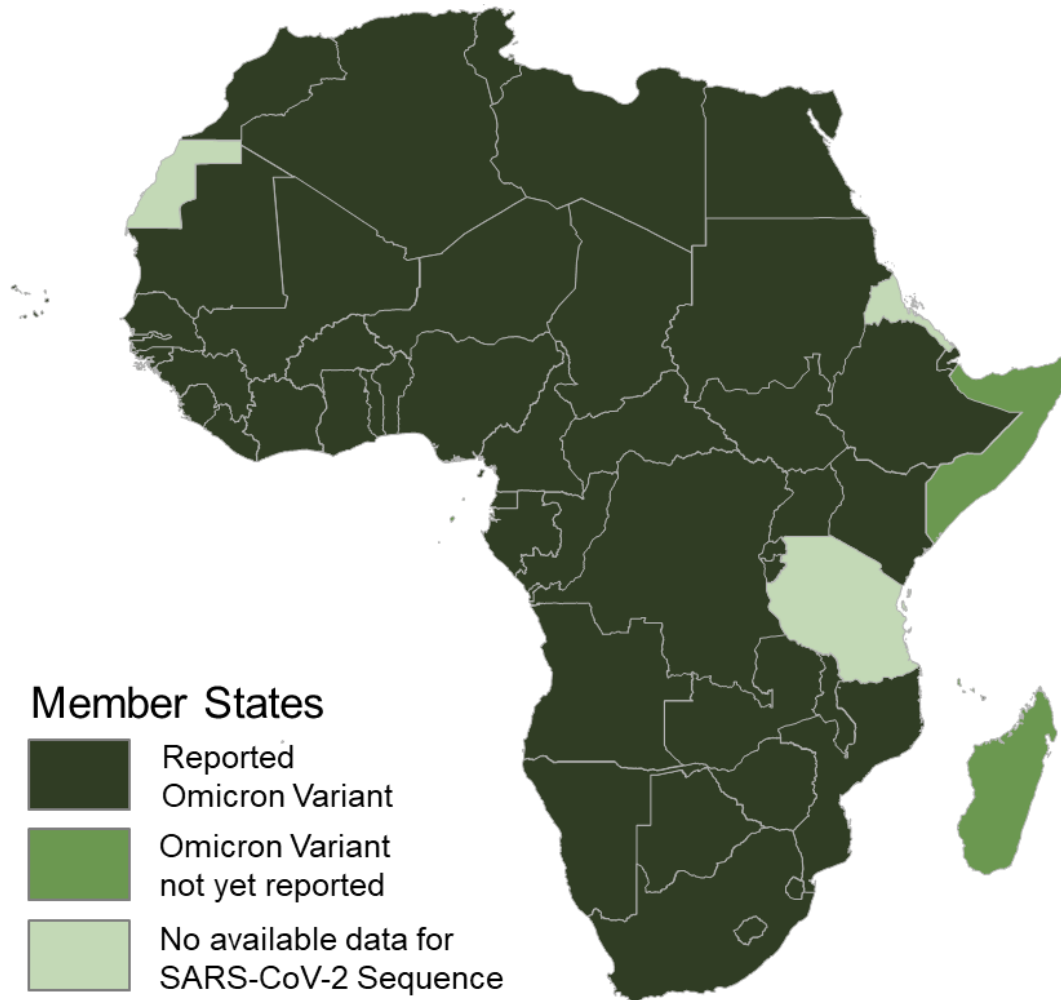 Member States
Reported
Omicron Variant
Omicron Variant
not yet reported
No available data for
SARS-CoV-2 Sequence